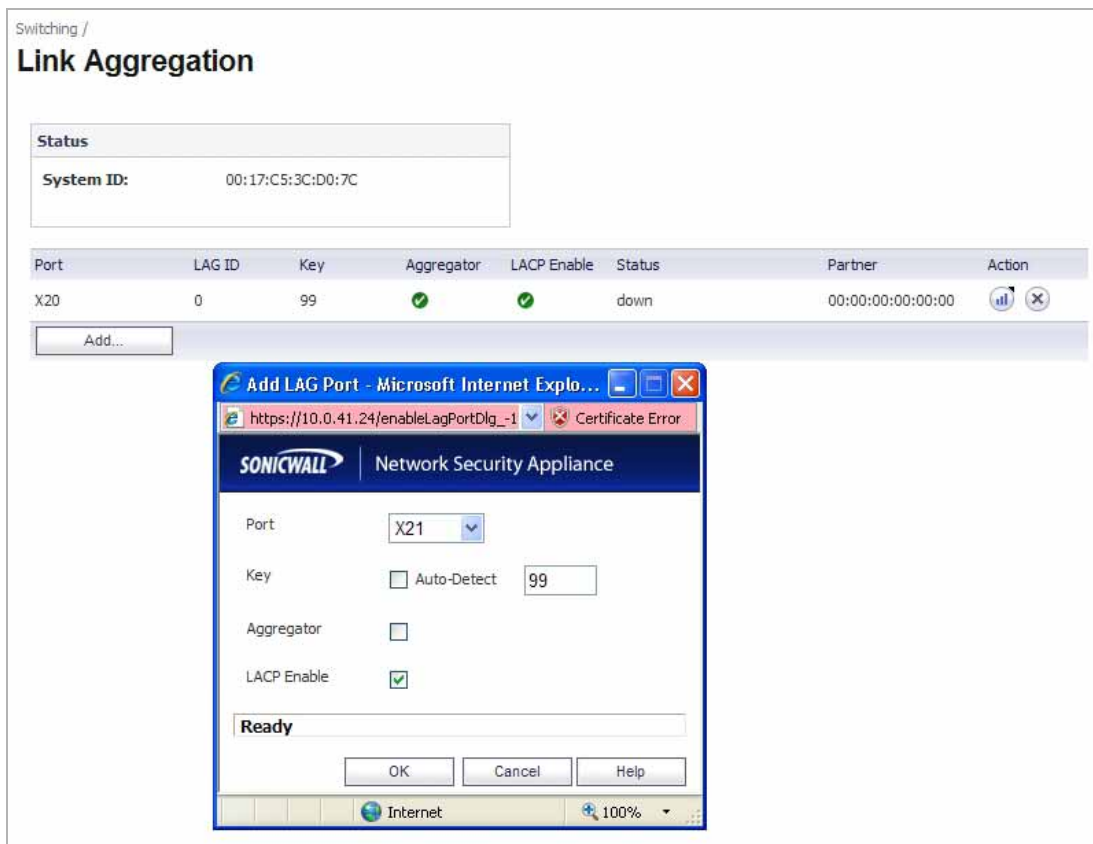 Switching /
Link Aggregation
Status
System ID: 00:17:C5:3C:D0:7C
Port LAG ID Key Aggregator LACP Enable Status Partner Action
X20 0 99 down 00:00:00:00:00:00
Add...
Add LAG Port - Microsoft Internet Explo...
https://10.0.41.24/enableLagPortDlg_-1 Certificate Error
SONICWALL Network Security Appliance
Port X21
Key Auto-Detect 99
Aggregator
LACP Enable
Ready
OK Cancel Help
Internet 100%